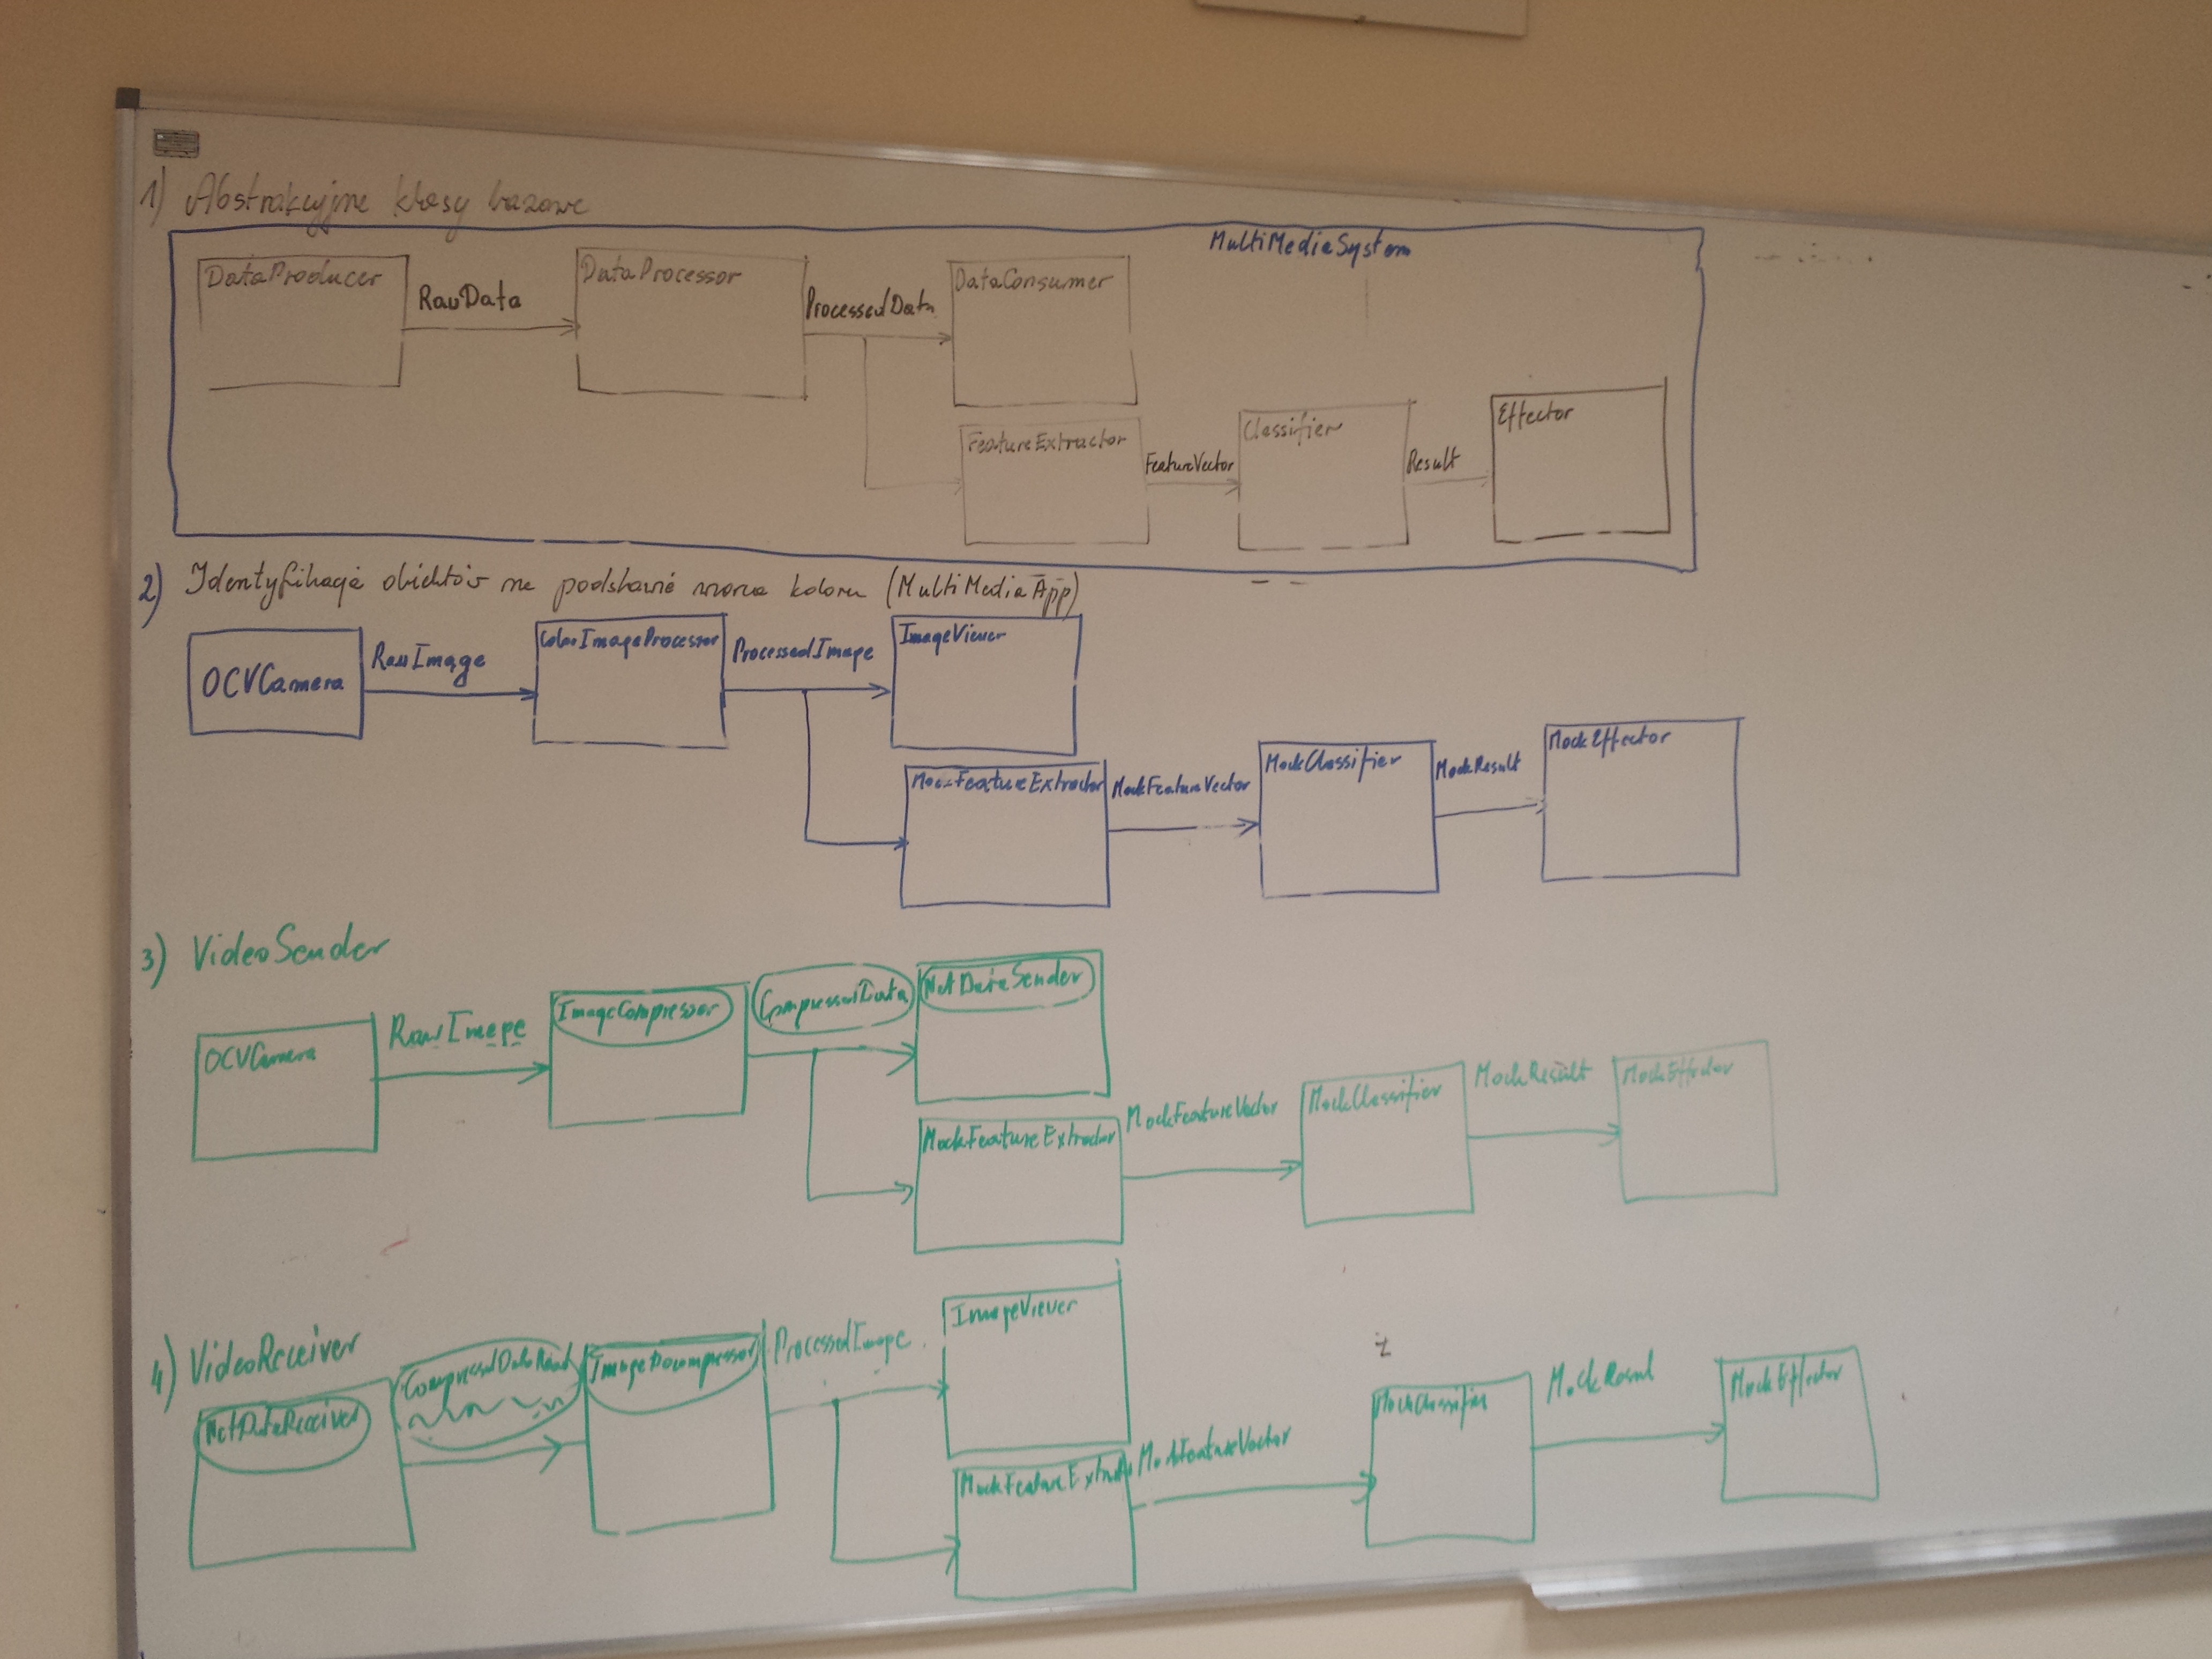 1) Abstrakcyjne klasy bazowe
MultiMediaSystem
DataProducer
RawData
DataProcessor
ProcessedData
DataConsumer
FeatureExtractor
FeatureVector
Classifier
Result
Effector
2) Identyfikacja obiektów na podstawie wzorca koloru (MultiMediaApp)
OCVCamera
RawImage
ColorImageProcessor
ProcessedImage
ImageViewer
MockFeatureExtractor
MockFeatureVector
MockClassifier
MockResult
MockEffector
3) VideoSender
OCVCamera
RawImage
ImageCompressor
CompressedData
NetDataSender
MockFeatureExtractor
MockFeatureVector
MockClassifier
MockResult
MockEffector
4) VideoReceiver
NetDataReceiver
ImageDecompressor
ProcessedImage
ImageViewer
MockFeatureExtractor
MockFeatureVector
MockClassifier
MockResult
MockEffector